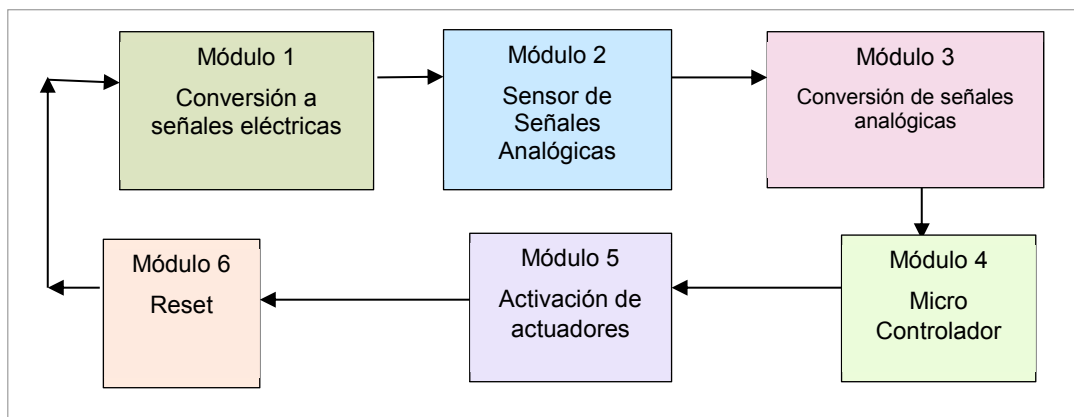 Módulo 1
Conversión a
señales eléctricas
Módulo 2
Sensor de
Señales
Analógicas
Módulo 3
Conversión de señales
analógicas
Módulo 4
Micro
Controlador
Módulo 5
Activación de
actuadores
Módulo 6
Reset